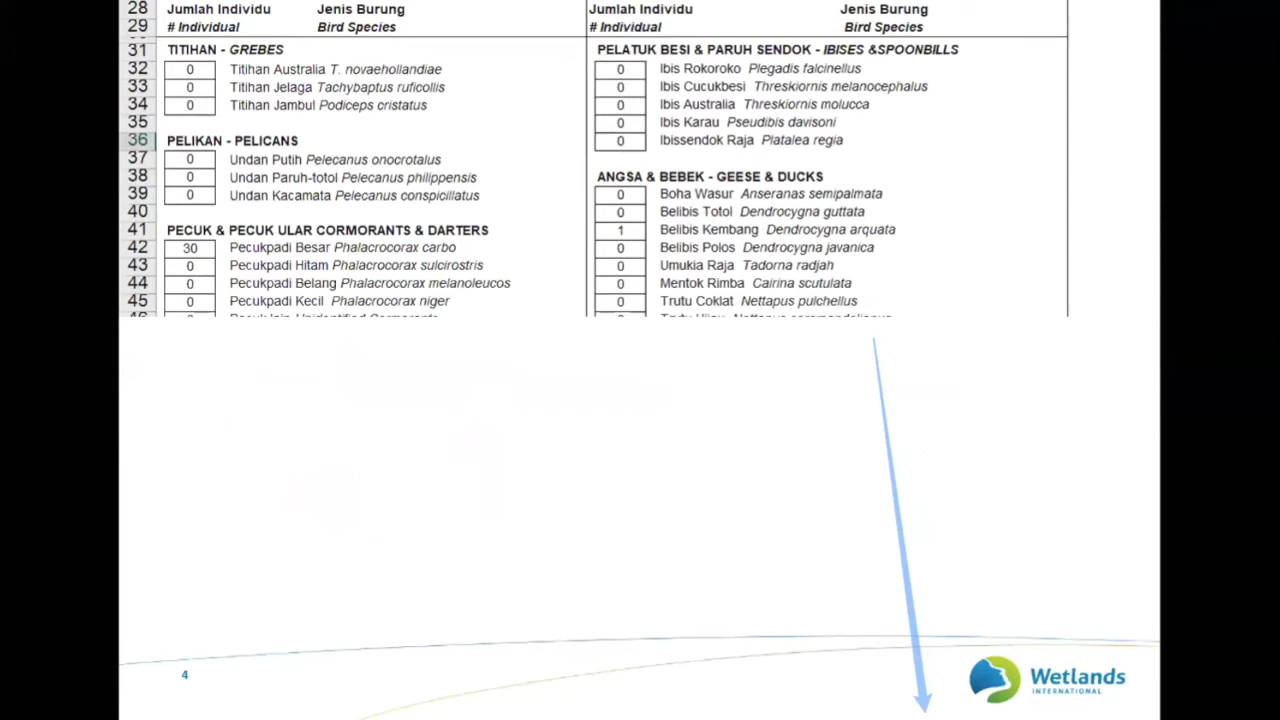 28 Jumlah Individu Jenis Burung Jumlah Individu Jenis Burung
29 # Individual Bird Species # Individual Bird Species
31 TITIHAN - GREBES PELATUK BESI & PARUH SENDOK - IBISES &SPOONBILLS
32 0 Titihan Australia T. novaehollandiae 0 Ibis Rokoroko Plegadis falcinellus
33 0 Titihan Jelaga Tachybaptus ruficollis 0 Ibis Cucukbesi Threskiornis melanocephalus
34 0 Titihan Jambul Podiceps cristatus 0 Ibis Australia Threskiornis molucca
35 0 Ibis Karau Pseudibis davisoni
36 PELIKAN - PELICANS 0 Ibissendok Raja Platalea regia
37 0 Undan Putih Pelecanus onocrotalus
38 0 Undan Paruh-totol Pelecanus philippensis ANGSA & BEBEK - GEESE & DUCKS
39 0 Undan Kacamata Pelecanus conspicillatus 0 Boha Wasur Anseranas semipalmata
40 0 Belibis Totol Dendrocygna guttata
41 PECUK & PECUK ULAR CORMORANTS & DARTERS 1 Belibis Kembang Dendrocygna arquata
42 30 Pecukpadi Besar Phalacrocorax carbo 0 Belibis Polos Dendrocygna javanica
43 0 Pecukpadi Hitam Phalacrocorax sulcirostris 0 Umukia Raja Tadorna radjah
44 0 Pecukpadi Belang Phalacrocorax melanoleucos 0 Mentok Rimba Cairina scutulata
45 0 Pecukpadi Kecil Phalacrocorax niger 0 Trutu Coklat Nettapus pulchellus
4
Wetlands
INTERNATIONAL